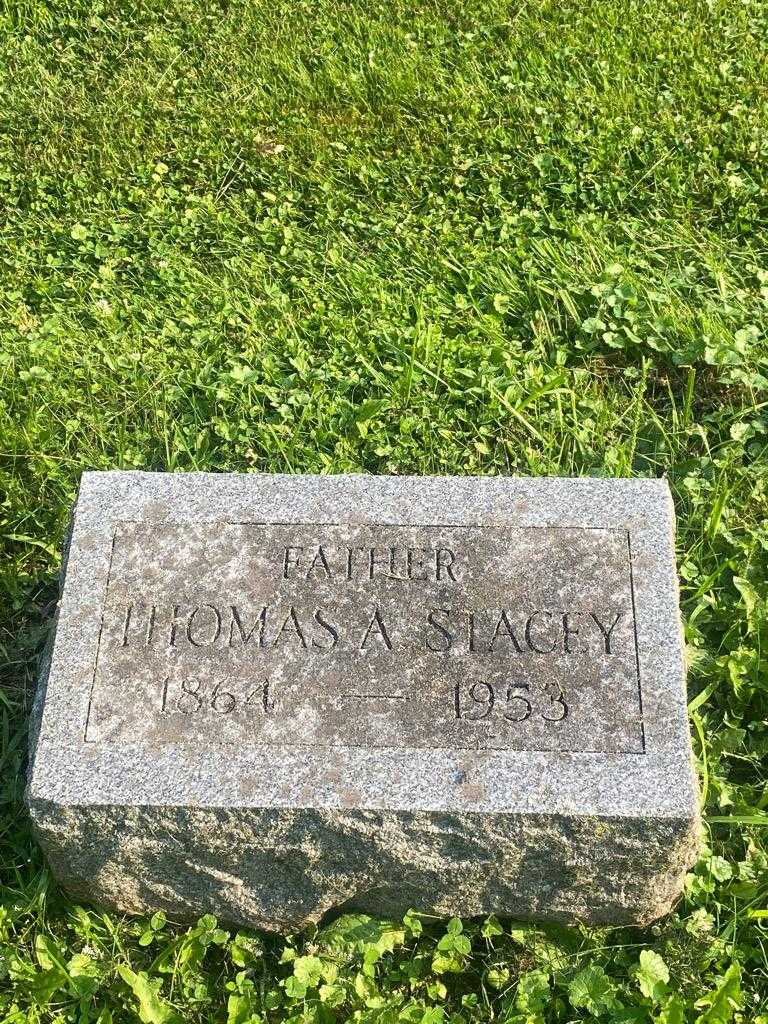 FATHER
THOMAS A STACEY
1864 — 1953